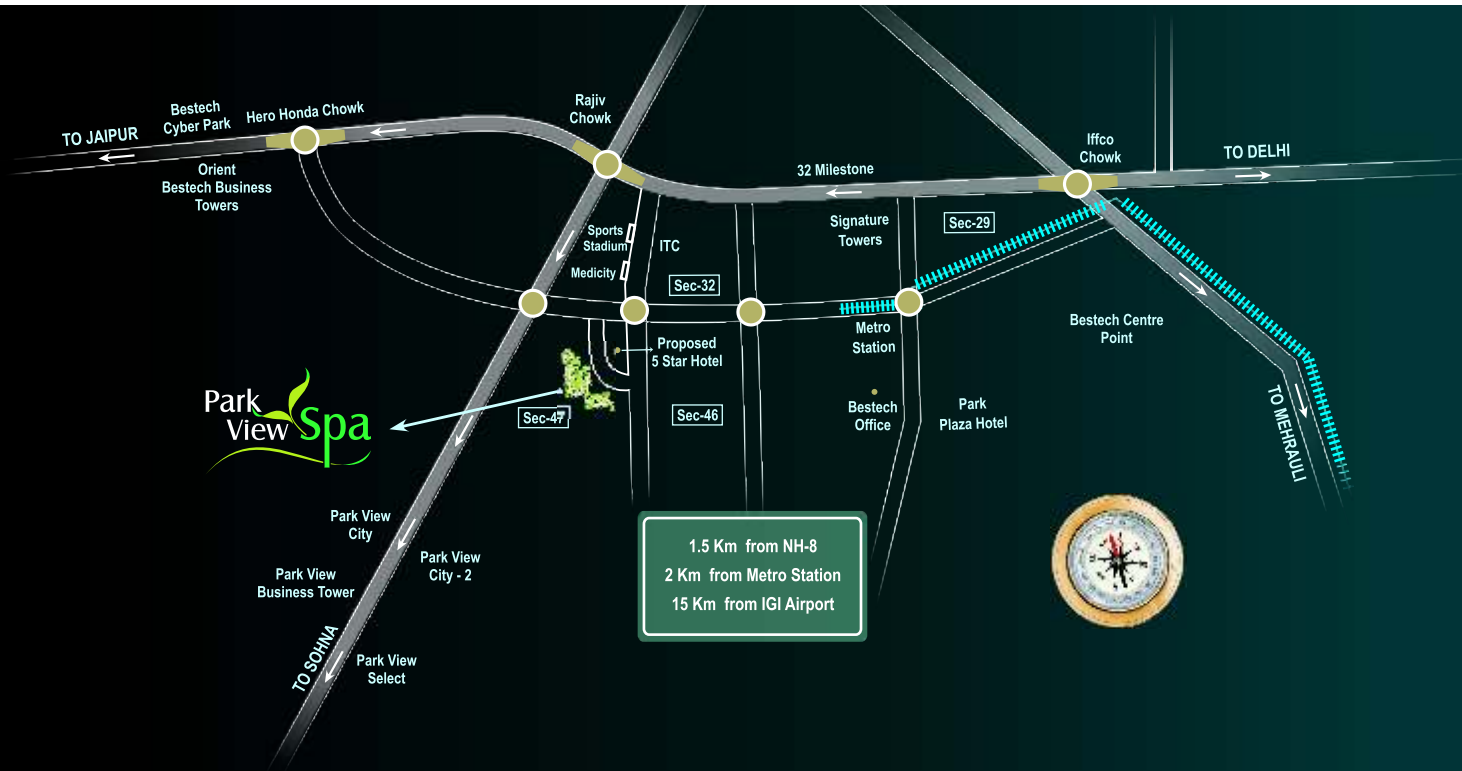 TO JAIPUR
Bestech
Cyber Park
Hero Honda Chowk
Orient
Bestech Business
Towers
Rajiv
Chowk
32 Milestone
Iffco
Chowk
TO DELHI
Sports
Stadium
ITC
Medicity
Sec-32
Signature
Towers
Sec-29
Metro
Station
Bestech Centre
Point
Proposed
5 Star Hotel
Park
View Spa
Sec-47
Sec-46
Bestech
Office
Park
Plaza Hotel
TO MEHRAULI
Park View
City
Park View
City - 2
Park View
Business Tower
TO SOHNA
Park View
Select
1.5 Km from NH-8
2 Km from Metro Station
15 Km from IGI Airport